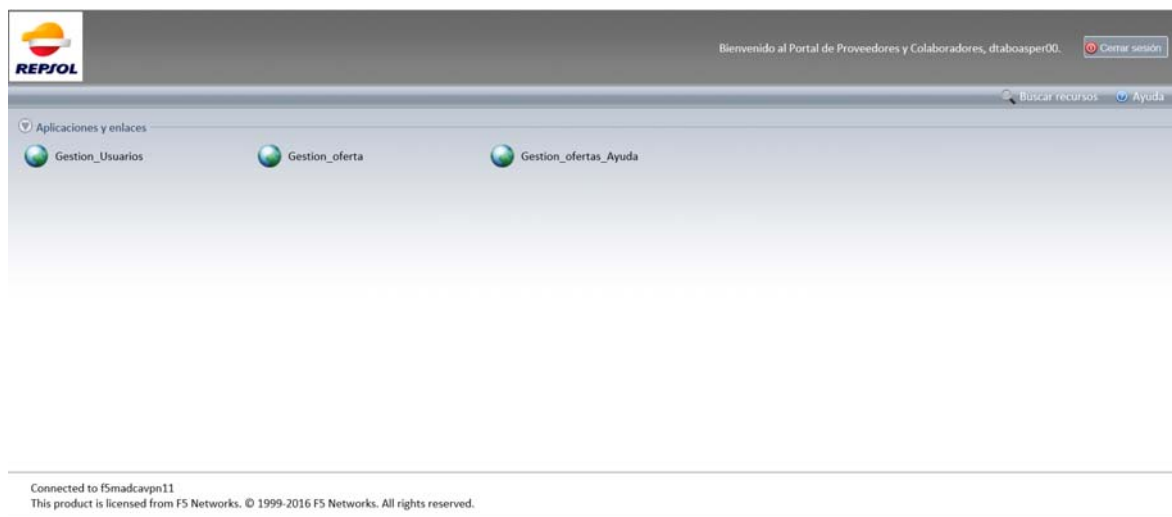 REPSOL
Bienvenido al Portal de Proveedores y Colaboradores, dtaboasper00.
Cerrar sesión
Buscar recursos
Ayuda
Aplicaciones y enlaces
Gestion_Usuarios
Gestion_oferta
Gestion_ofertas_Ayuda
Connected to f5madcavpn11
This product is licensed from F5 Networks. © 1999-2016 F5 Networks. All rights reserved.